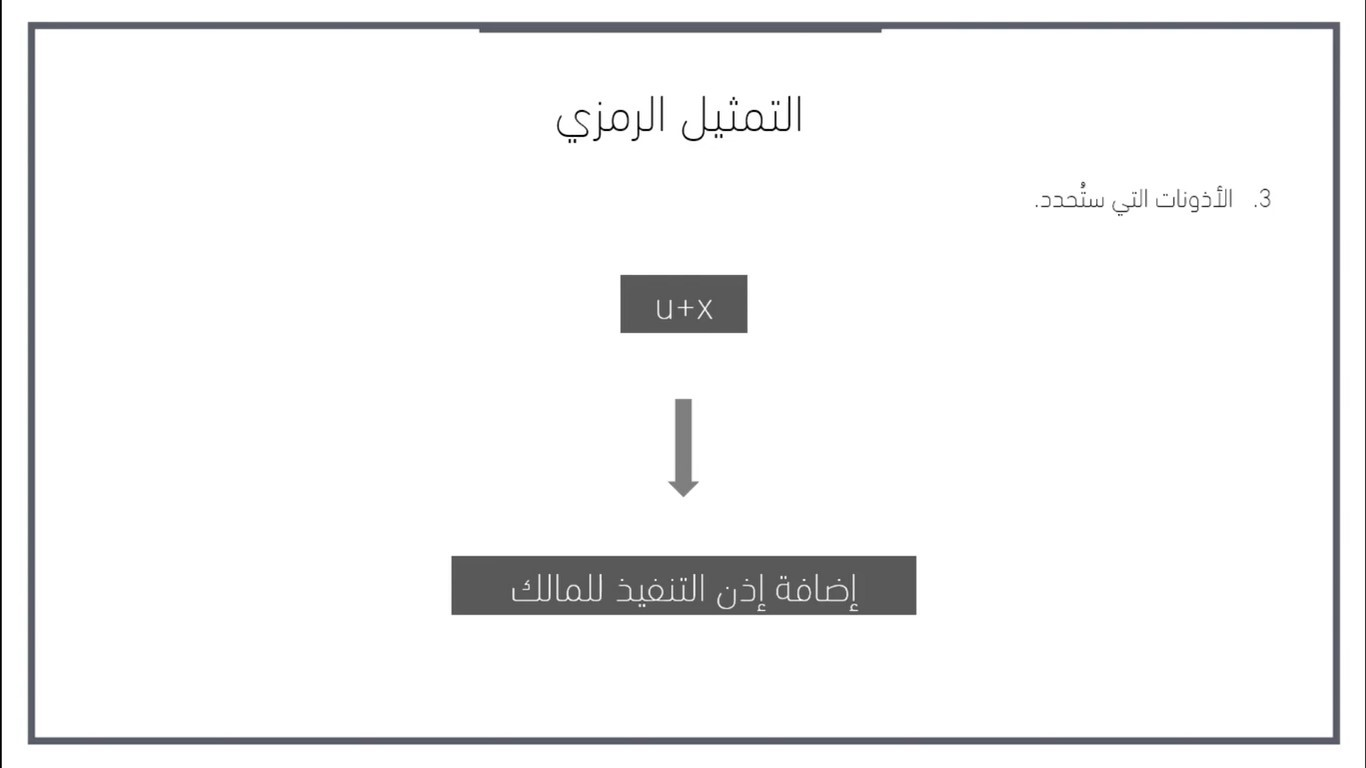 التمثيل الرمزي
3. الأذونات التي ستُحدد.
u+x
إضافة إذن التنفيذ للمالك